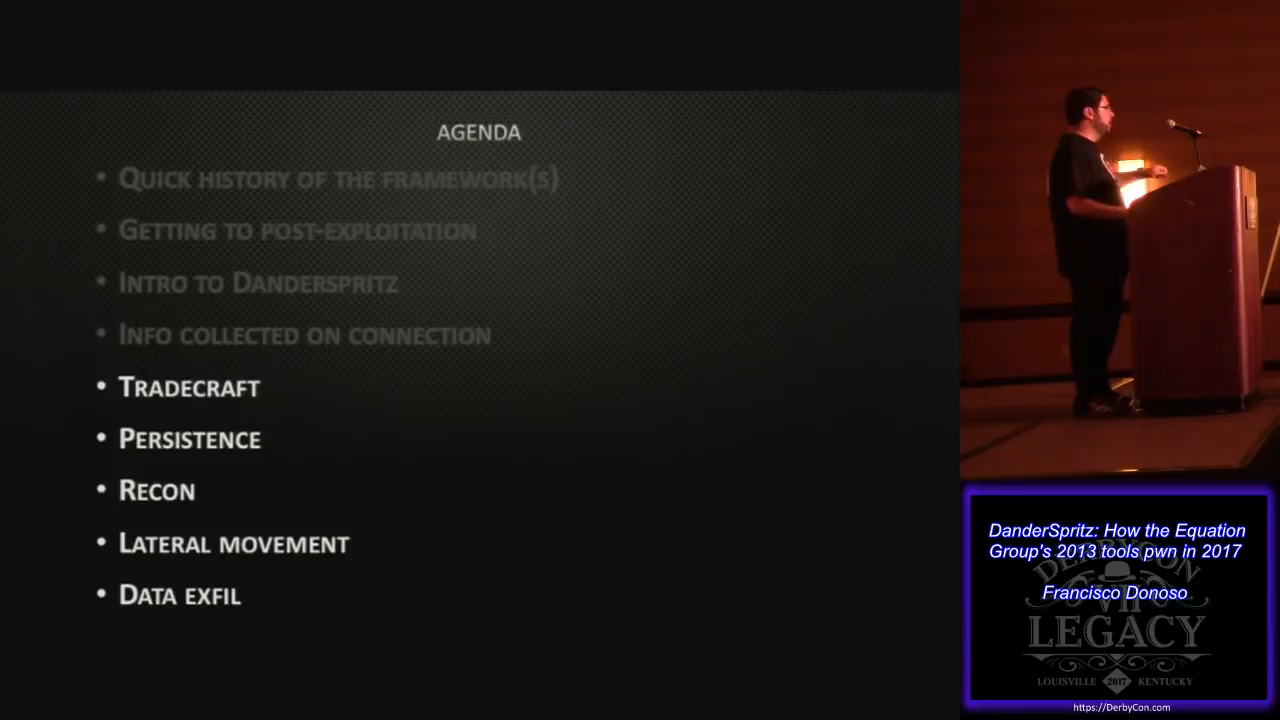 AGENDA
• Quick history of the framework(s)
• Getting to post-exploitation
• Intro to Danderspritz
• Info collected on connection
• Tradecraft
• Persistence
• Recon
• Lateral movement
• Data exfil
DanderSpritz: How the Equation
Group's 2013 tools pwn in 2017
Francisco Donoso
DERBYCON
VII
LEGACY
LOUISVILLE 2017 KENTUCKY
https://DerbyCon.com